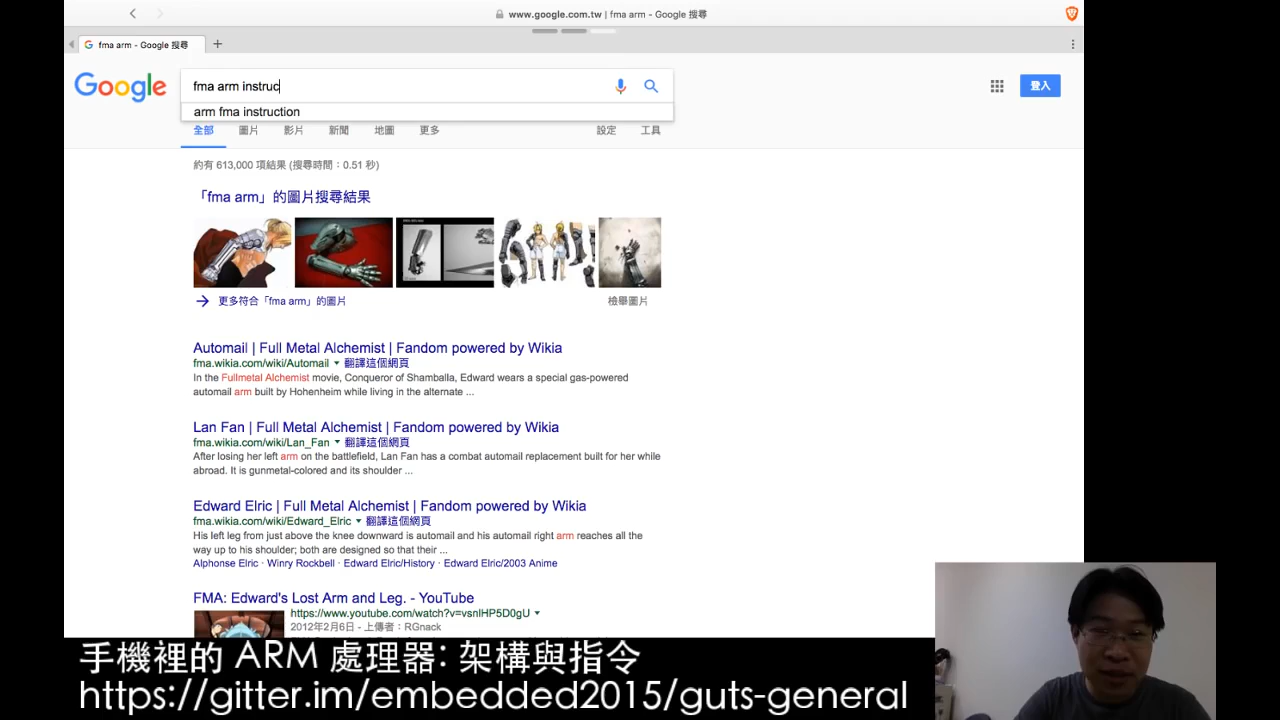 www.google.com.tw | fma arm - Google 搜尋
fma arm - Google 搜尋
Google
fma arm instruc
登入
arm fma instruction
全部 圖片 影片 新聞 地圖 更多 設定 工具
約有 613,000 項結果 (搜尋時間：0.51 秒)
「fma arm」的圖片搜尋結果
更多符合「fma arm」的圖片 檢舉圖片
Automail | Full Metal Alchemist | Fandom powered by Wikia
fma.wikia.com/wiki/Automail 翻譯這個網頁
In the Fullmetal Alchemist movie, Conqueror of Shamballa, Edward wears a special gas-powered
automail arm built by Hohenheim while living in the alternate ...
Lan Fan | Full Metal Alchemist | Fandom powered by Wikia
fma.wikia.com/wiki/Lan_Fan 翻譯這個網頁
After losing her left arm on the battlefield, Lan Fan has a combat automail replacement built for her while
abroad. It is gunmetal-colored and its shoulder ...
Edward Elric | Full Metal Alchemist | Fandom powered by Wikia
fma.wikia.com/wiki/Edward_Elric 翻譯這個網頁
His left leg from just above the knee downward is automail and his automail right arm reaches all the
way up to his shoulder; both are designed so that their ...
Alphonse Elric · Winry Rockbell · Edward Elric/History · Edward Elric/2003 Anime
FMA: Edward's Lost Arm and Leg. - YouTube
https://www.youtube.com/watch?v=vsnlHP5D0gU
2012年2月6日 - 上傳者：RGnack
手機裡的 ARM 處理器: 架構與指令
https://gitter.im/embedded2015/guts-general